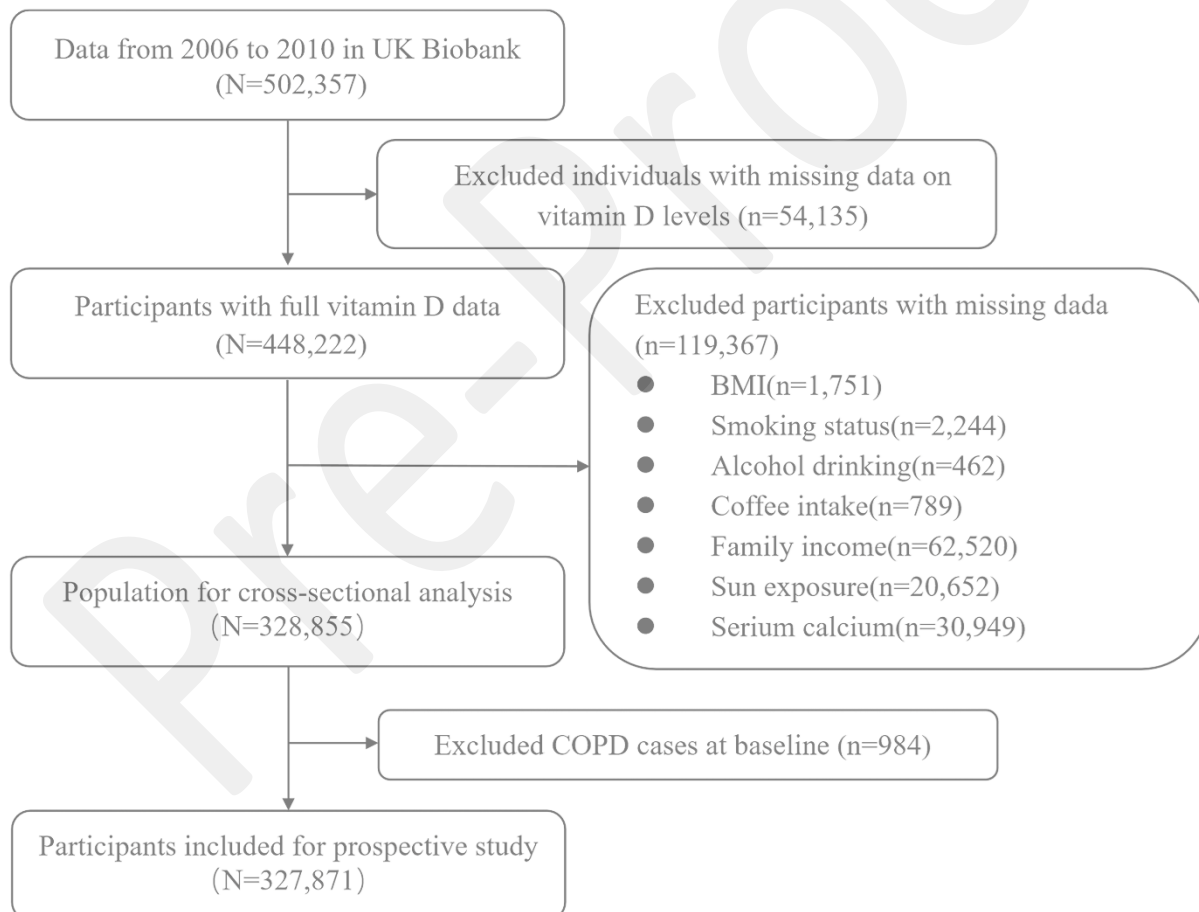 Data from 2006 to 2010 in UK Biobank
(N=502,357)
Excluded individuals with missing data on
vitamin D levels (n=54,135)
Participants with full vitamin D data
(N=448,222)
Excluded participants with missing dada
(n=119,367)
● BMI(n=1,751)
● Smoking status(n=2,244)
● Alcohol drinking(n=462)
● Coffee intake(n=789)
● Family income(n=62,520)
● Sun exposure(n=20,652)
● Serium calcium(n=30,949)
Population for cross-sectional analysis
（N=328,855）
Excluded COPD cases at baseline (n=984)
Participants included for prospective study
（N=327,871）
Pre-Proo